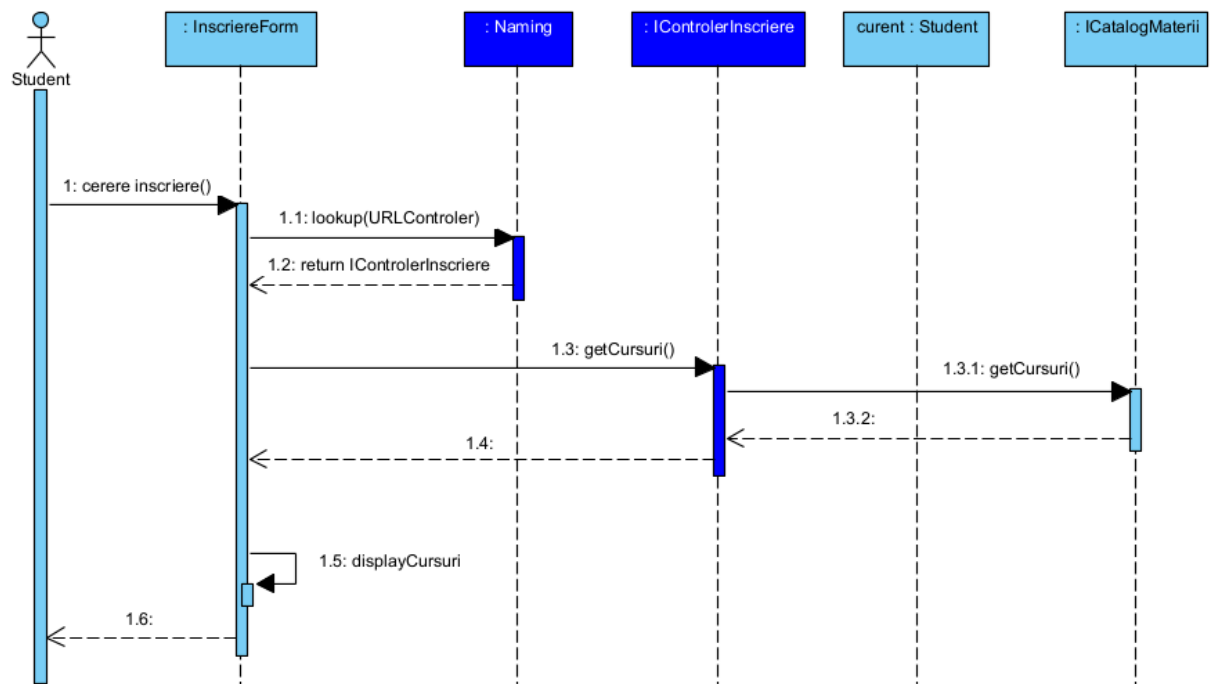 : InscriereForm
: Naming
: IControlerInscriere
curent : Student
: ICatalogMaterii
Student
1: cerere inscriere()
1.1: lookup(URLControler)
1.2: return IControlerInscriere
1.3: getCursuri()
1.3.1: getCursuri()
1.3.2:
1.4:
1.5: displayCursuri
1.6: